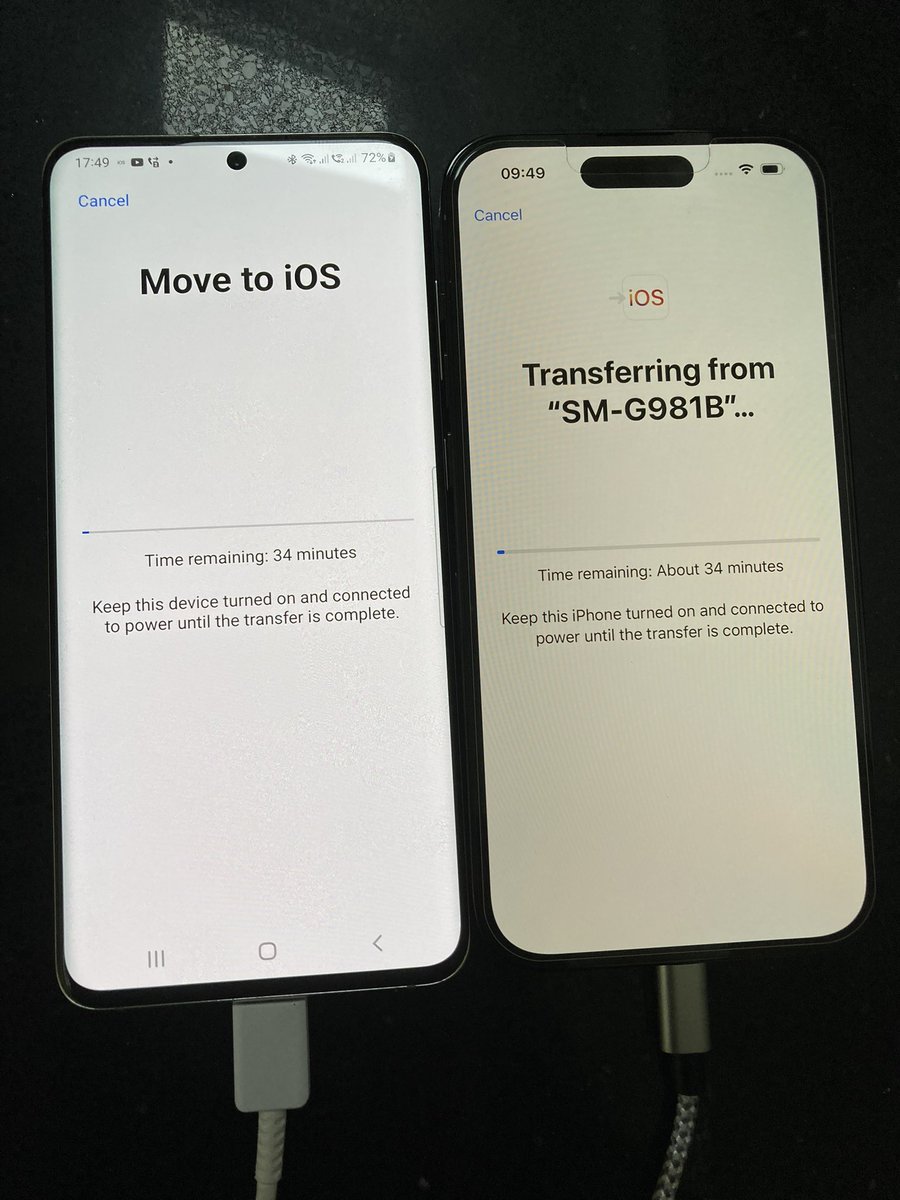 17:49
72%
Cancel
Move to iOS
Time remaining: 34 minutes
Keep this device turned on and connected
to power until the transfer is complete.
09:49
Cancel
iOS
Transferring from
“SM-G981B”...
Time remaining: About 34 minutes
Keep this iPhone turned on and connected to
power until the transfer is complete.